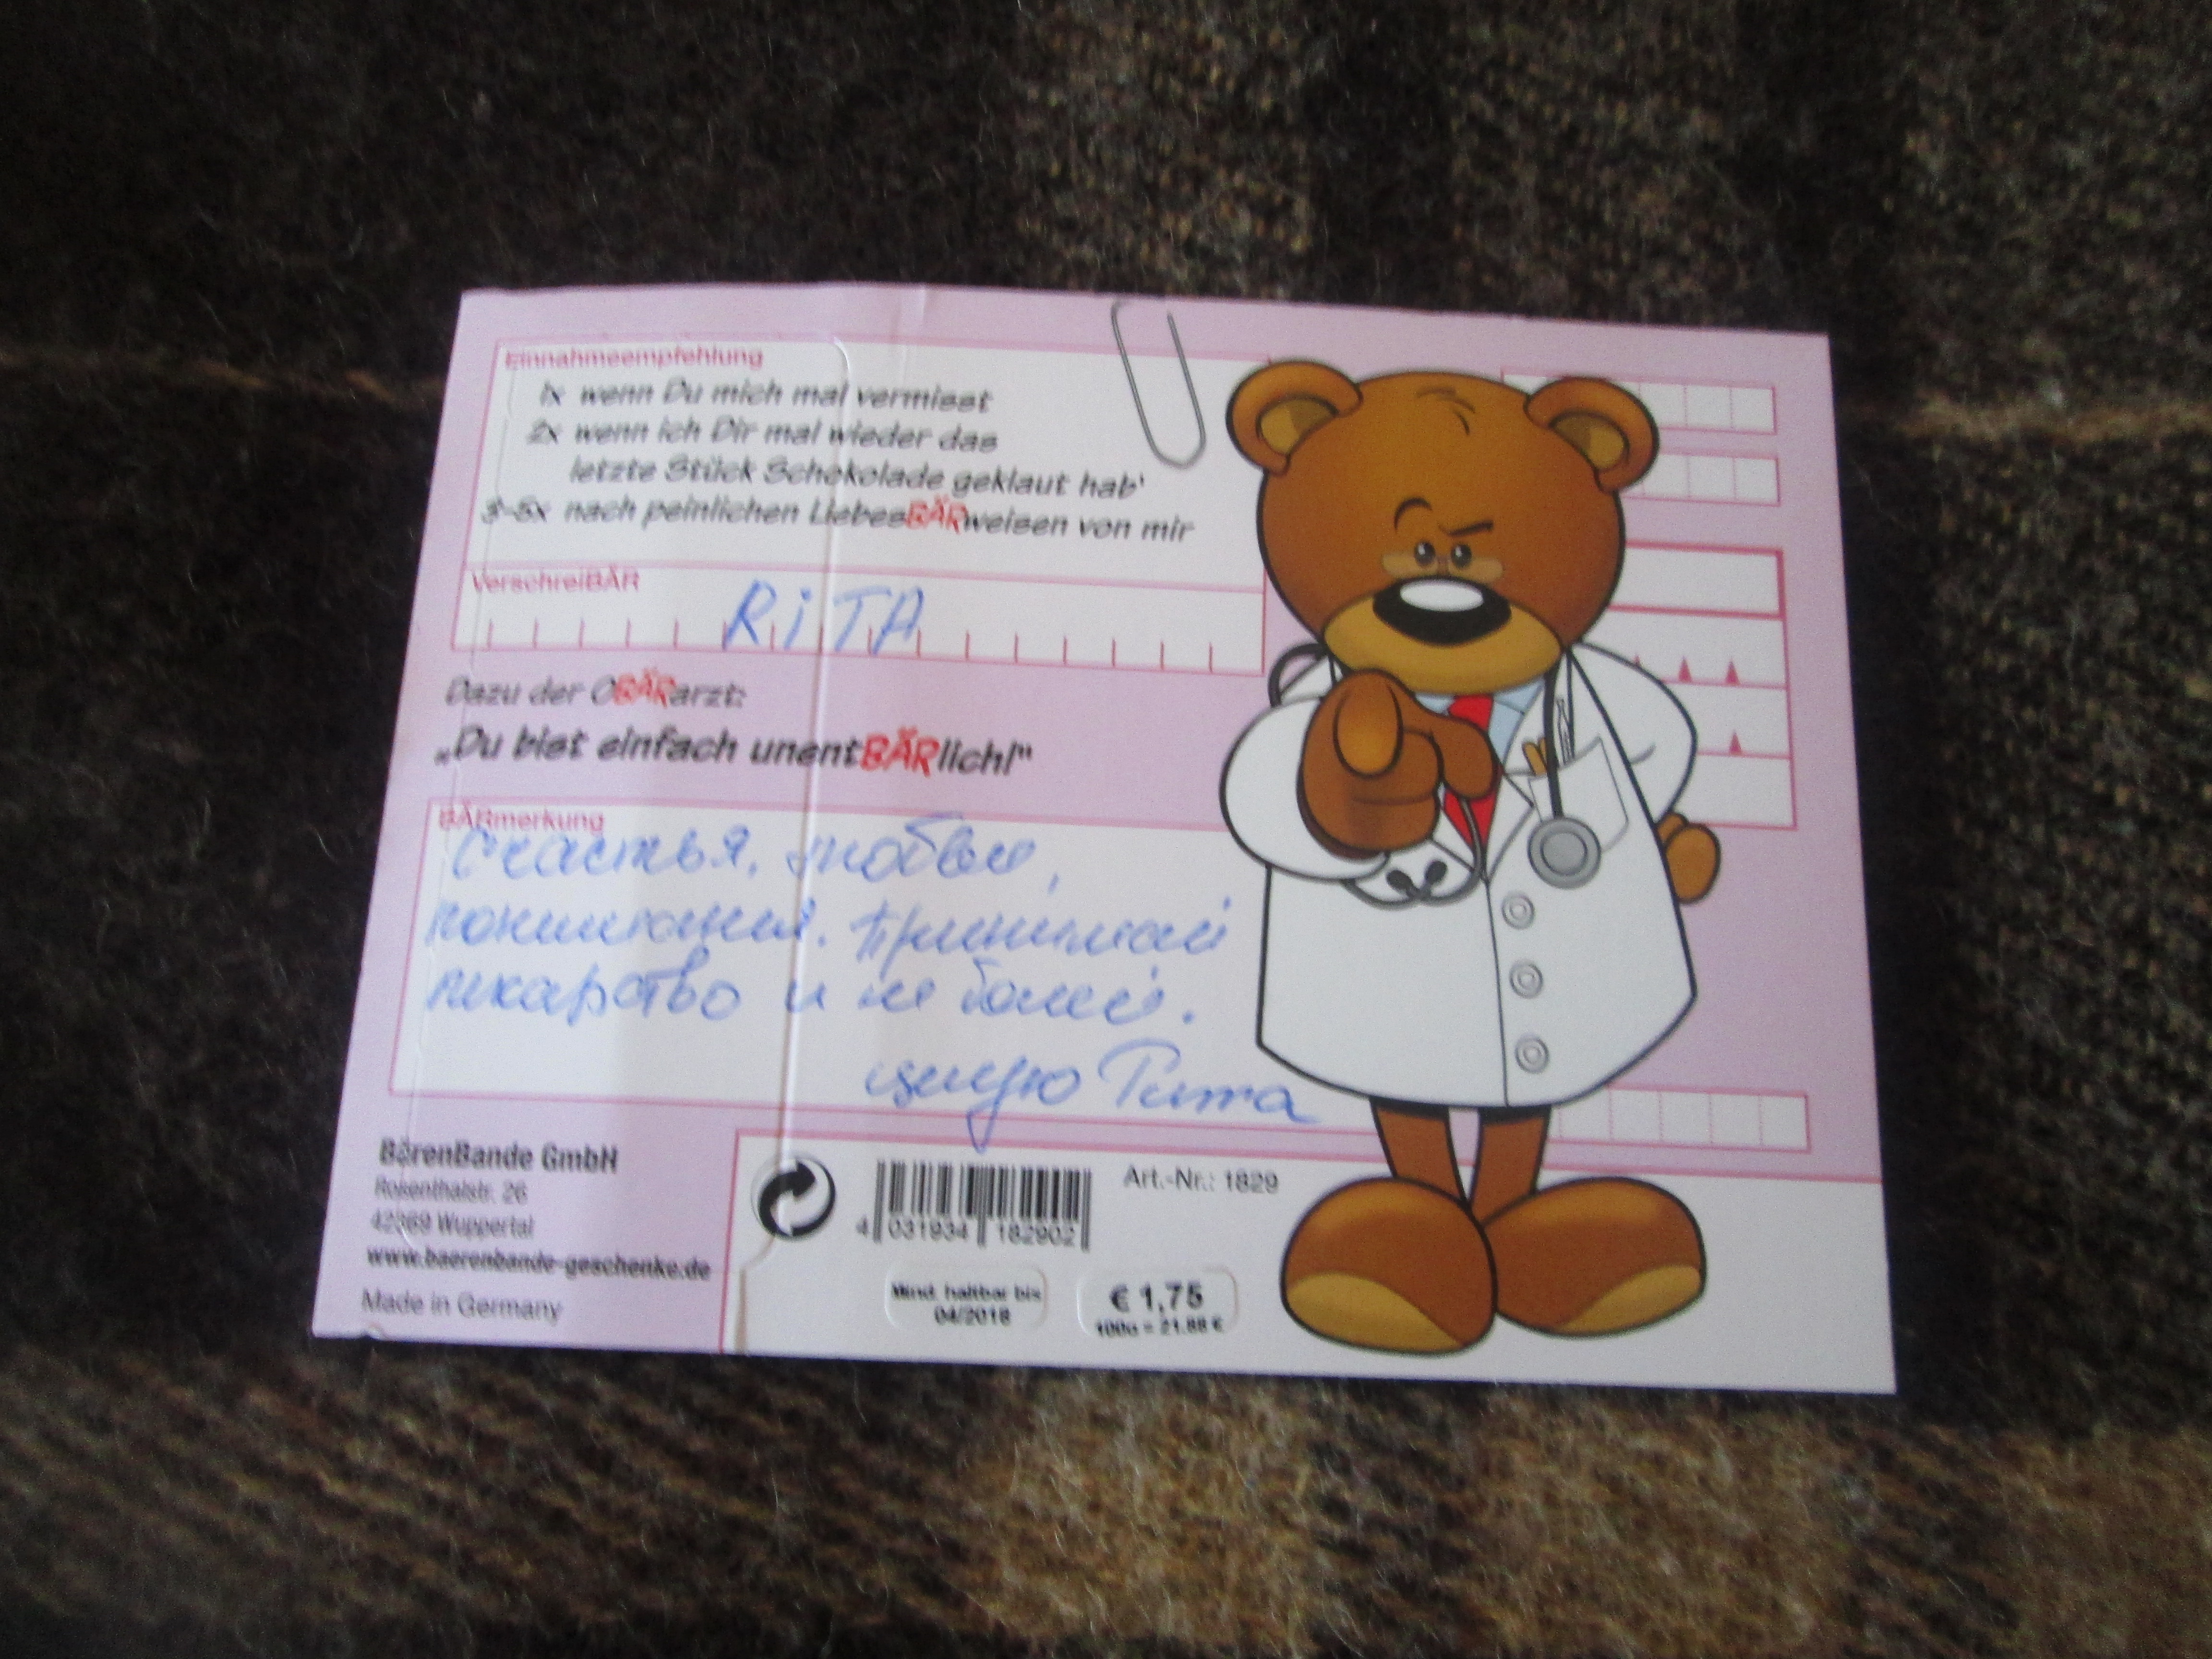 Einnahmeempfehlung
1x wenn Du mich mal vermisst
2x wenn ich Dir mal wieder das
letzte Stück Schokolade geklaut hab'
3-5x nach peinlichen LiebesBÄRweisen von mir
VerschreiBÄR
RiTA
Dazu der OBÄRarzt:
„Du bist einfach unentBÄRlich!"
BÄRmerkung
Счастья, любви,
понимания. Принимай
лекарство и не болей.
целую Рита
BärenBande GmbH
Rosenthalstr. 26
42369 Wuppertal
www.baerenbande-geschenke.de
Made in Germany
Art.-Nr.: 1829
4 031934 182902
Mind. haltbar bis
04/2018
€ 1,75
100g = 21.88 €